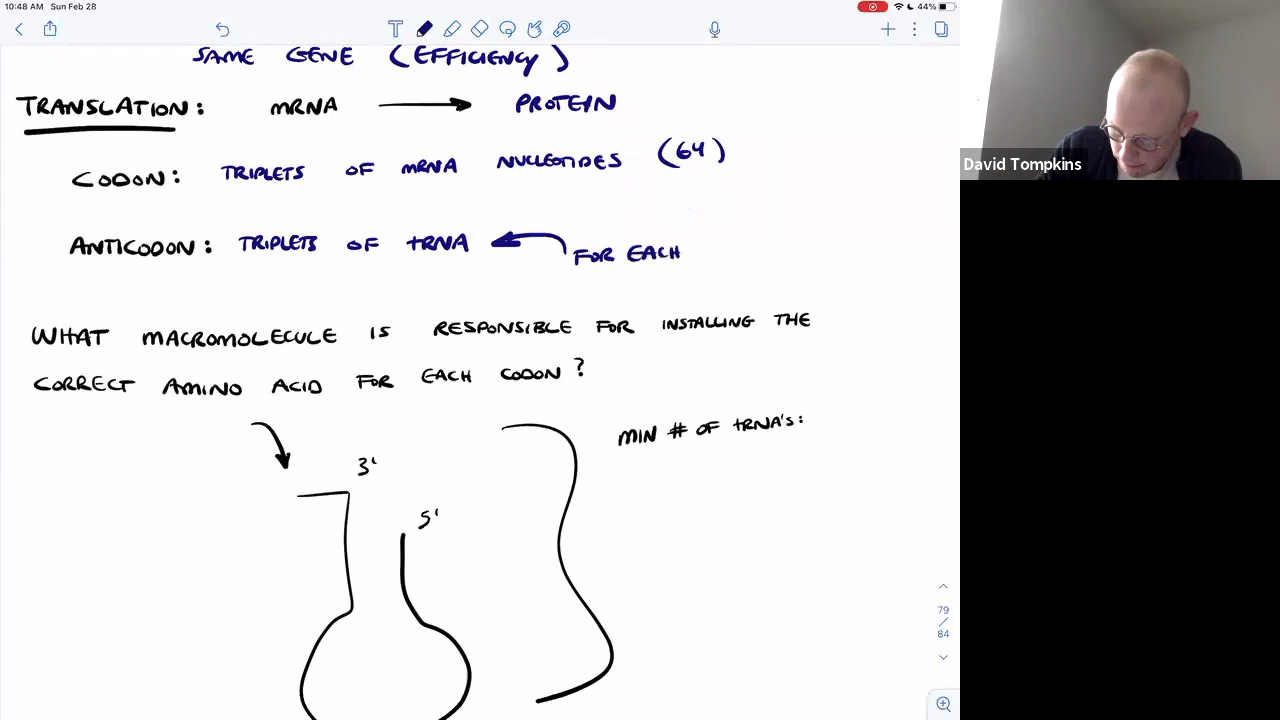 10:48 AM Sun Feb 28
44%
SAME GENE (EFFICIENCY)
TRANSLATION: mRNA → PROTEIN
CODON: TRIPLETS OF mRNA NUCLEOTIDES (64)
ANTICODON: TRIPLETS OF tRNA
FOR EACH
WHAT MACROMOLECULE IS RESPONSIBLE FOR INSTALLING THE
CORRECT AMINO ACID FOR EACH CODON?
MIN # OF tRNA'S:
3'
5'
79
/
84
David Tompkins